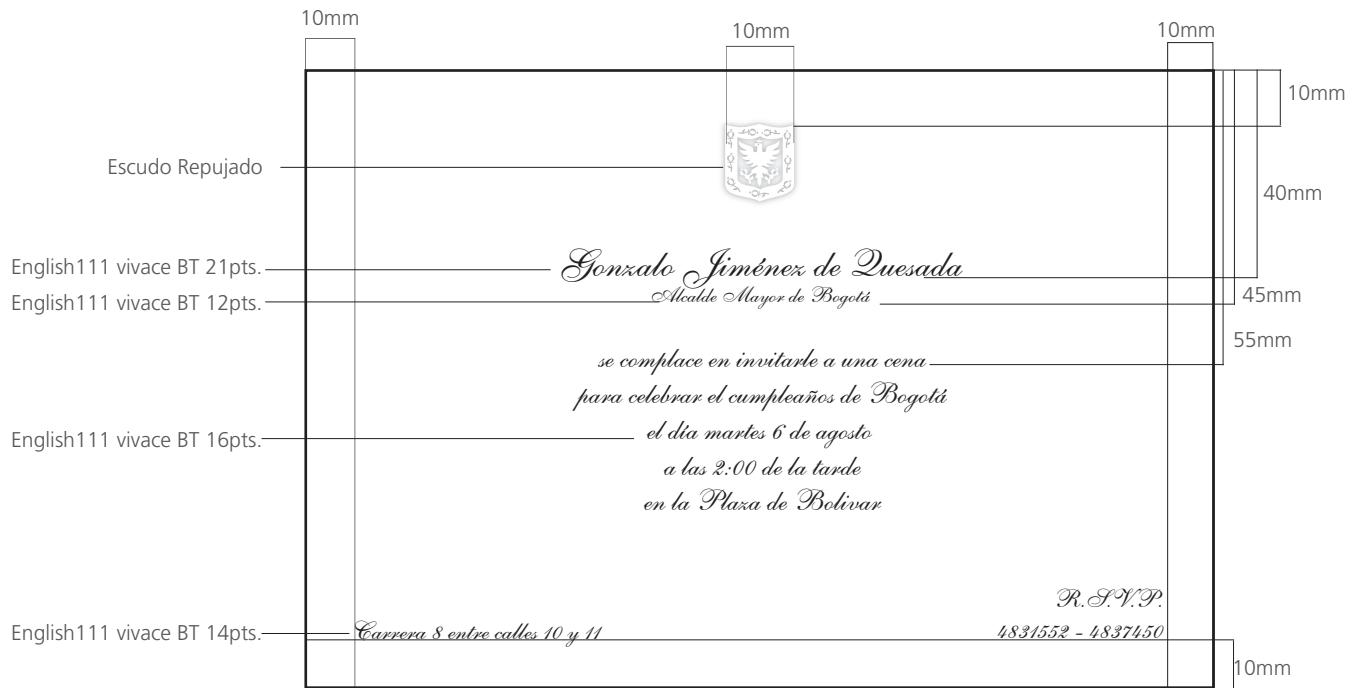 10mm
10mm
10mm
10mm
Escudo Repujado
40mm
English111 vivace BT 21pts.
Gonzalo Jiménez de Quesada
English111 vivace BT 12pts.
Alcalde Mayor de Bogotá
45mm
55mm
se complace en invitarle a una cena
para celebrar el cumpleaños de Bogotá
English111 vivace BT 16pts.
el día martes 6 de agosto
a las 2:00 de la tarde
en la Plaza de Bolivar
R.S.V.P.
English111 vivace BT 14pts.
Carrera 8 entre calles 10 y 11
4831552 - 4837450
10mm